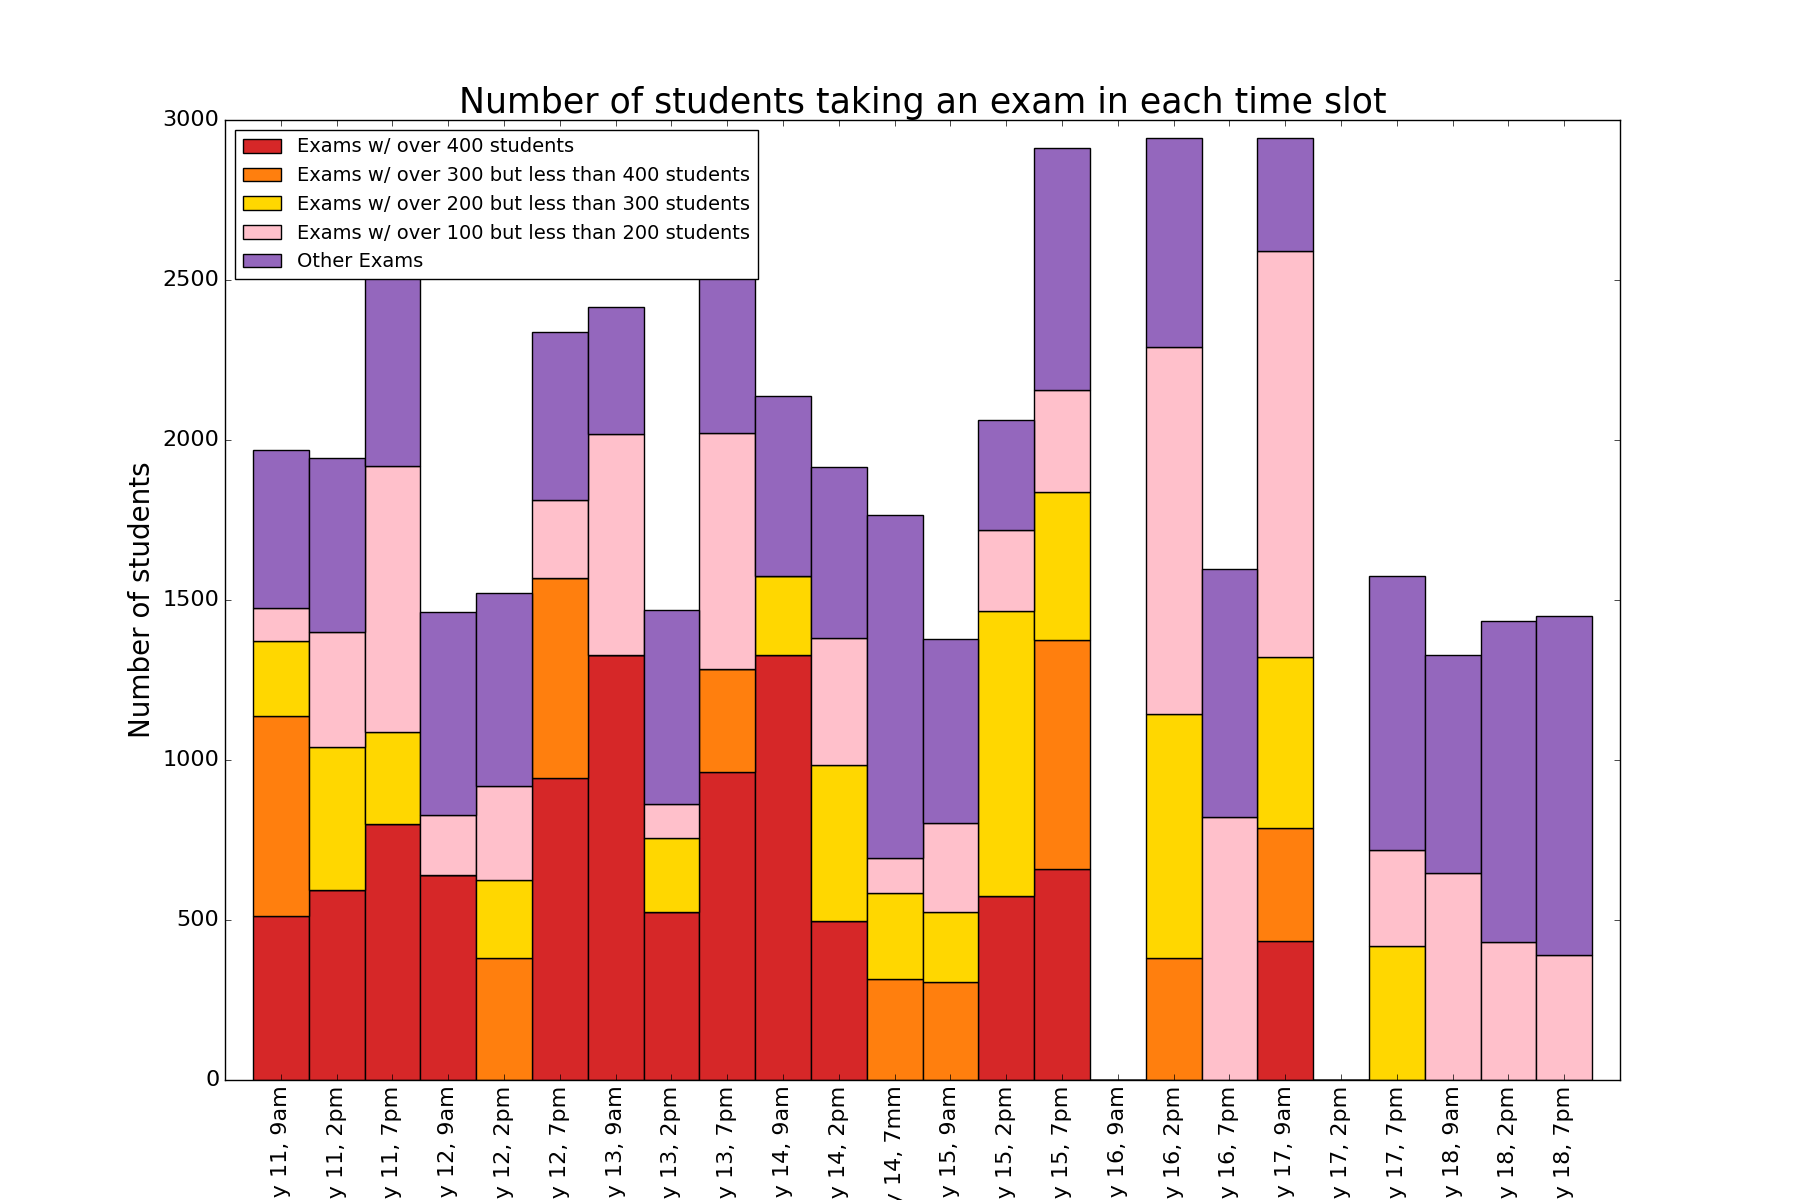 Number of students taking an exam in each time slot
Exams w/ over 400 students
Exams w/ over 300 but less than 400 students
Exams w/ over 200 but less than 300 students
Exams w/ over 100 but less than 200 students
Other Exams
Number of students
3000
2500
2000
1500
1000
500
0
y 11, 9am
y 11, 2pm
y 11, 7pm
y 12, 9am
y 12, 2pm
y 12, 7pm
y 13, 9am
y 13, 2pm
y 13, 7pm
y 14, 9am
y 14, 2pm
y 14, 7mm
y 15, 9am
y 15, 2pm
y 15, 7pm
y 16, 9am
y 16, 2pm
y 16, 7pm
y 17, 9am
y 17, 2pm
y 17, 7pm
y 18, 9am
y 18, 2pm
y 18, 7pm